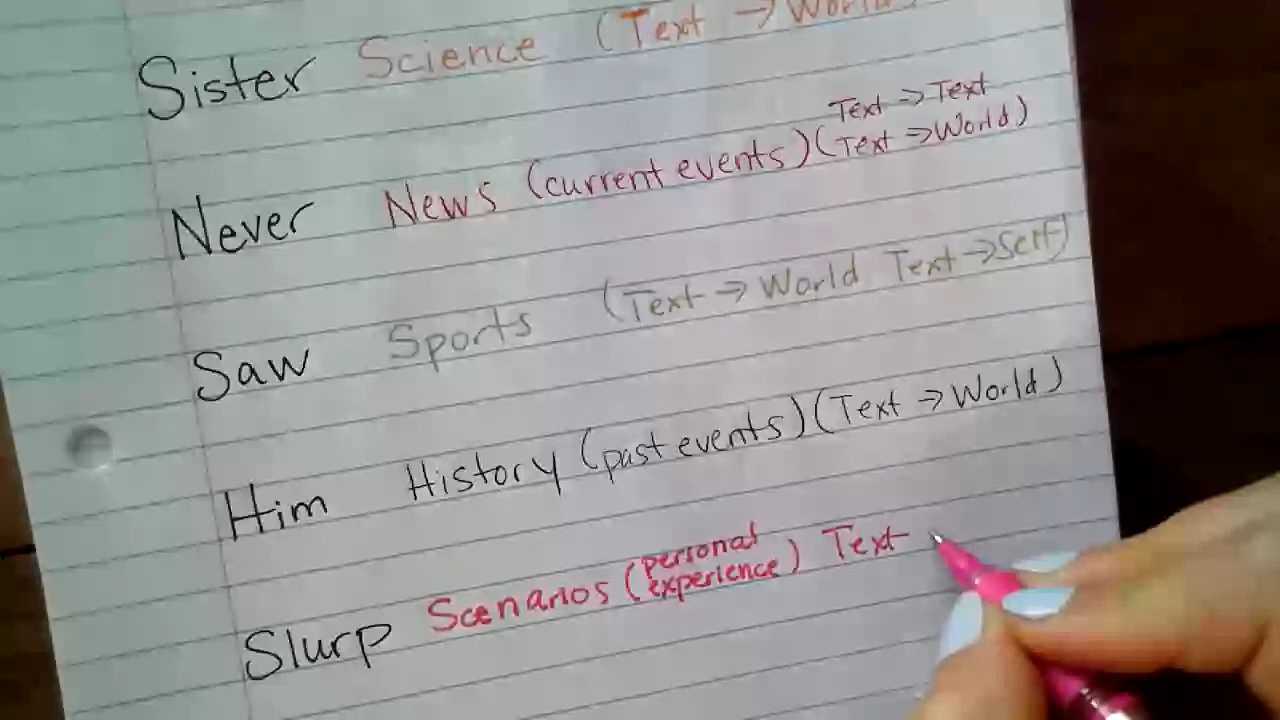 Sister Science (Text → World)
Text → Text
Never News (current events) (Text → World)
Saw Sports (Text → World Text → Self)
Him History (past events) (Text → World)
personal
Slurp Scenarios (experience) Text